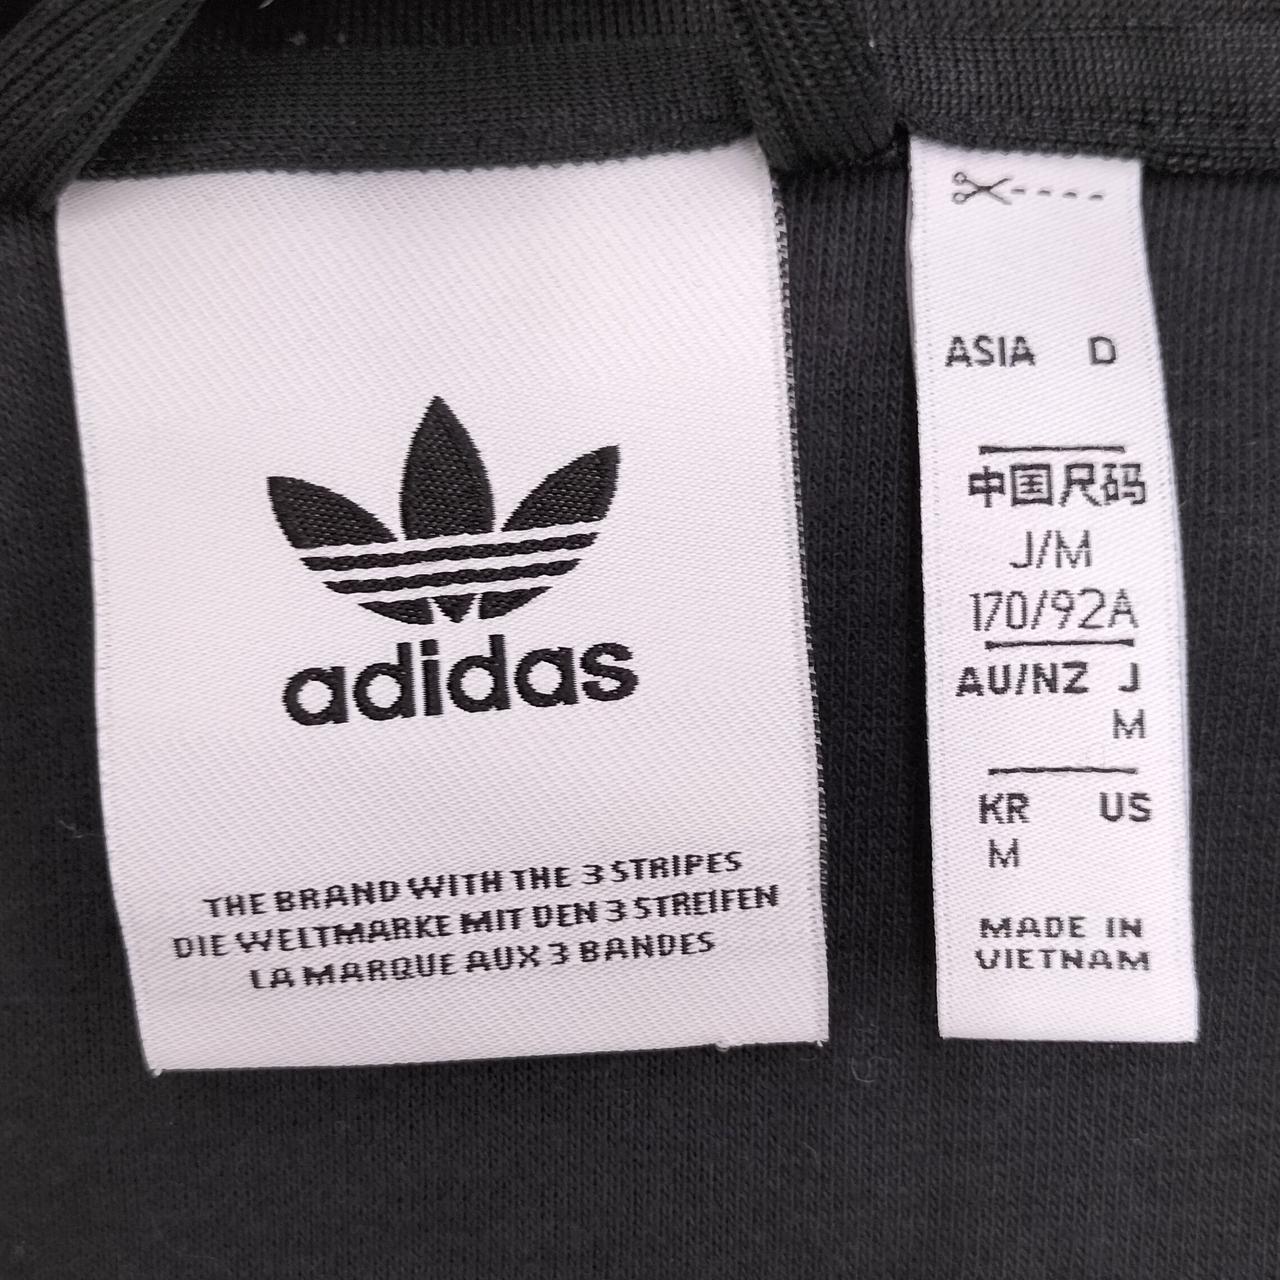 adidas
THE BRAND WITH THE 3 STRIPES
DIE WELTMARKE MIT DEN 3 STREIFEN
LA MARQUE AUX 3 BANDES
ASIA D
中国尺码
J/M
170/92A
AU/NZ J
M
KR US
M
MADE IN
VIETNAM